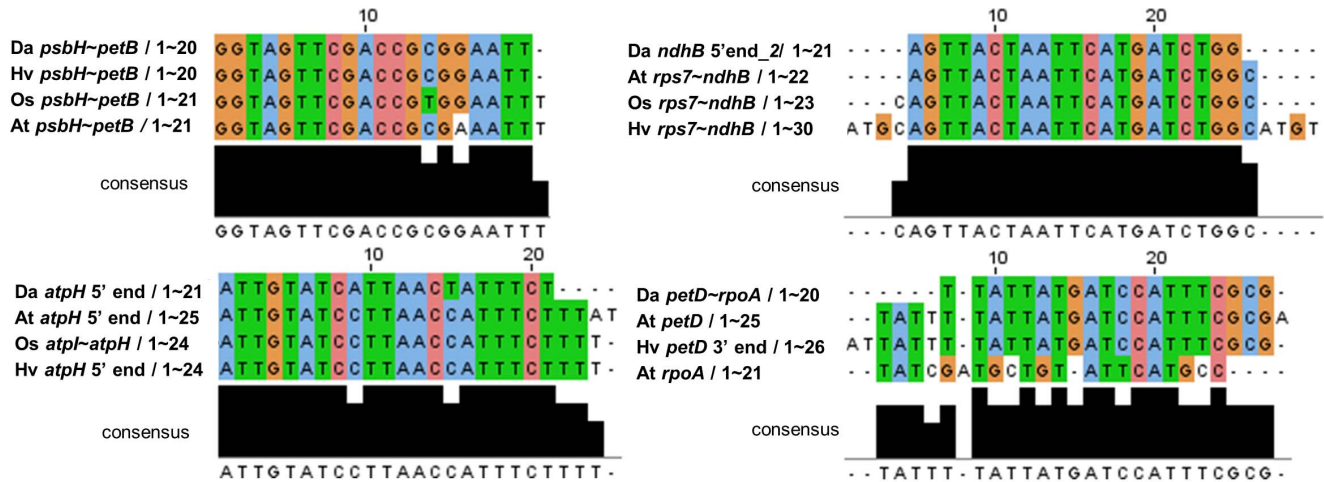 10
Da psbH~petB / 1~20 GGTAGTTCGACCGCGGAATT-
Hv psbH~petB / 1~20 GGTAGTTCGACCGCGGAATT-
Os psbH~petB / 1~21 GGTAGTTCGACCGTGGAATTT
At psbH~petB / 1~21 GGTAGTTCGACCGCGAAATTT
consensus
GGTAGTTCGACCGCGGAATTT
10 20
Da ndhB 5’end_2/ 1~21 ----AGTTACTAATTCATGATCTGG-----
At rps7~ndhB / 1~22 ----AGTTACTAATTCATGATCTGGC----
Os rps7~ndhB / 1~23 ---CAGTTACTAATTCATGATCTGGC----
Hv rps7~ndhB / 1~30 ATGCAGTTACTAATTCATGATCTGGCATGT
consensus
---CAGTTACTAATTCATGATCTGGC----
10 20
Da atpH 5’ end / 1~21 ATTGTATCATTAACTATTTCT----
At atpH 5’ end / 1~25 ATTGTATCCTTAACCATTTCTTTAT
Os atpI~atpH / 1~24 ATTGTATCCTTAACCATTTCTTTT-
Hv atpH 5’ end / 1~24 ATTGTATCCTTAACCATTTCTTTT-
consensus
ATTGTATCCTTAACCATTTCTTTT-
10 20
Da petD~rpoA / 1~20 ------T-TATTATGATCCATTTCGCG-
At petD / 1~25 --TATTT-TATTATGATCCATTTCGCGA
Hv petD 3’ end / 1~26 ATTATTT-TATTATGATCCATTTCGCG-
At rpoA / 1~21 --TATCGATGCTGT-ATTCATGCC----
consensus
--TATTT-TATTATGATCCATTTCGCG-